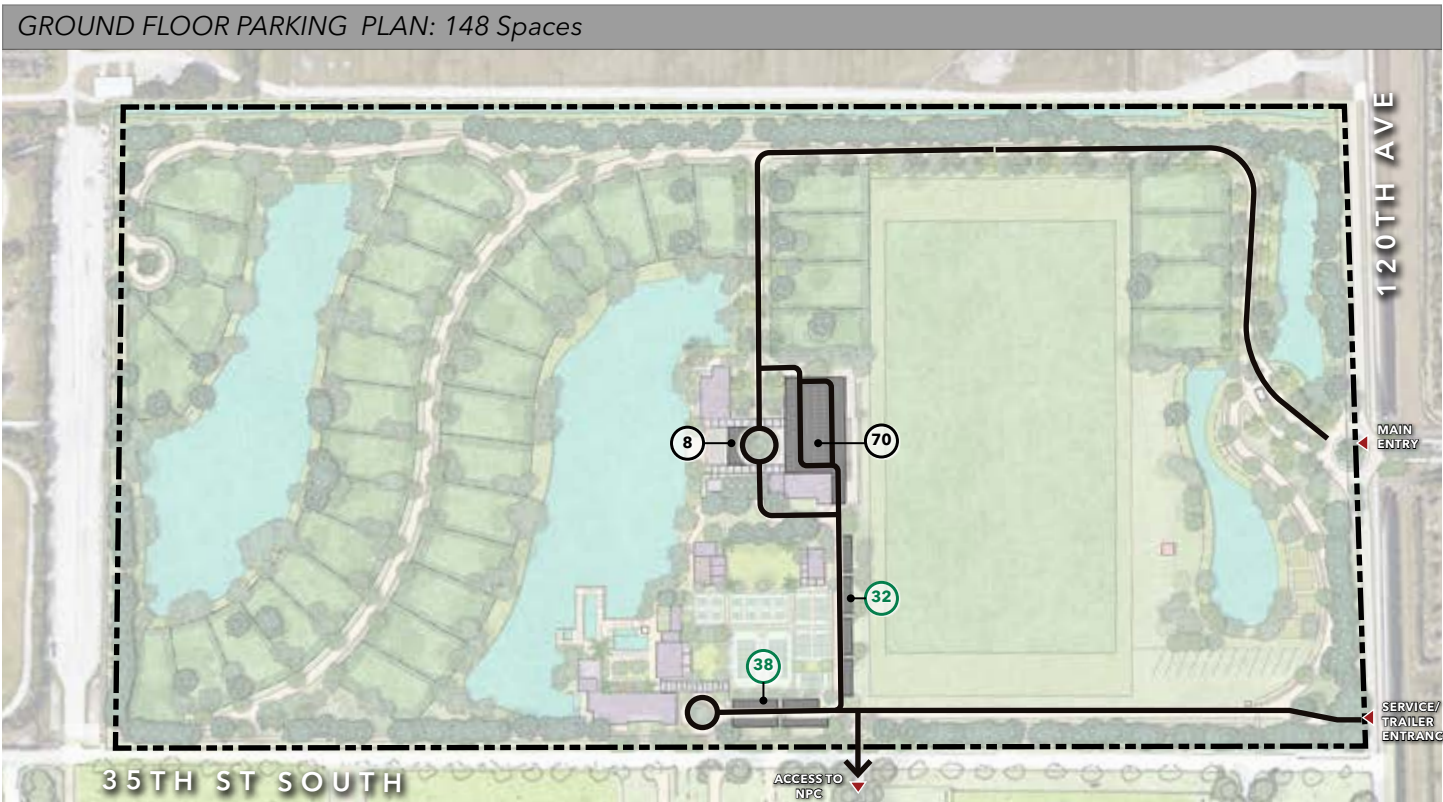 GROUND FLOOR PARKING PLAN: 148 Spaces
120TH AVE
8
70
MAIN
ENTRY
32
38
SERVICE/
TRAILER
ENTRANC
35TH ST SOUTH
ACCESS TO
NPC